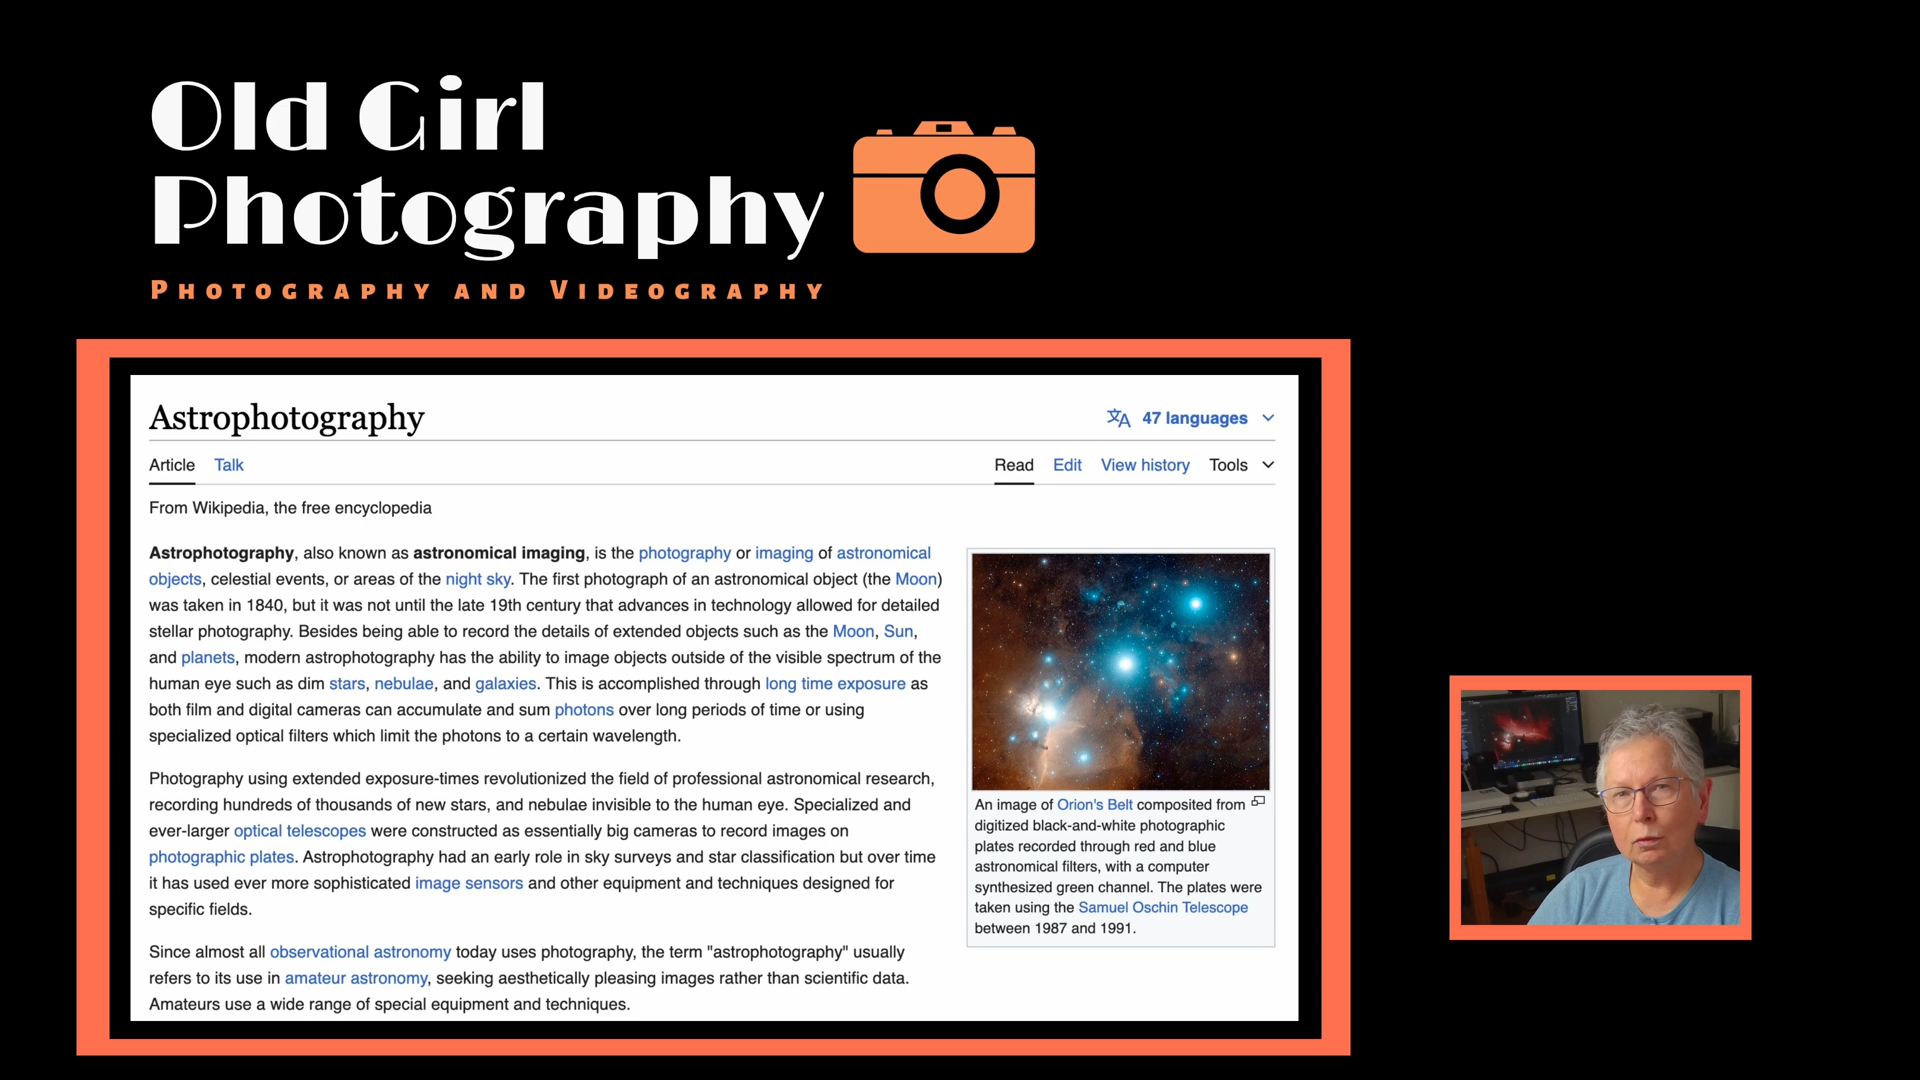 Old Girl
Photography
Photography and Videography
Astrophotography
47 languages
Article Talk
Read Edit View history Tools
From Wikipedia, the free encyclopedia
Astrophotography, also known as astronomical imaging, is the photography or imaging of astronomical
objects, celestial events, or areas of the night sky. The first photograph of an astronomical object (the Moon)
was taken in 1840, but it was not until the late 19th century that advances in technology allowed for detailed
stellar photography. Besides being able to record the details of extended objects such as the Moon, Sun,
and planets, modern astrophotography has the ability to image objects outside of the visible spectrum of the
human eye such as dim stars, nebulae, and galaxies. This is accomplished through long time exposure as
both film and digital cameras can accumulate and sum photons over long periods of time or using
specialized optical filters which limit the photons to a certain wavelength.
Photography using extended exposure-times revolutionized the field of professional astronomical research,
recording hundreds of thousands of new stars, and nebulae invisible to the human eye. Specialized and
ever-larger optical telescopes were constructed as essentially big cameras to record images on
photographic plates. Astrophotography had an early role in sky surveys and star classification but over time
it has used ever more sophisticated image sensors and other equipment and techniques designed for
specific fields.
Since almost all observational astronomy today uses photography, the term "astrophotography" usually
refers to its use in amateur astronomy, seeking aesthetically pleasing images rather than scientific data.
Amateurs use a wide range of special equipment and techniques.
An image of Orion's Belt composited from
digitized black-and-white photographic
plates recorded through red and blue
astronomical filters, with a computer
synthesized green channel. The plates were
taken using the Samuel Oschin Telescope
between 1987 and 1991.